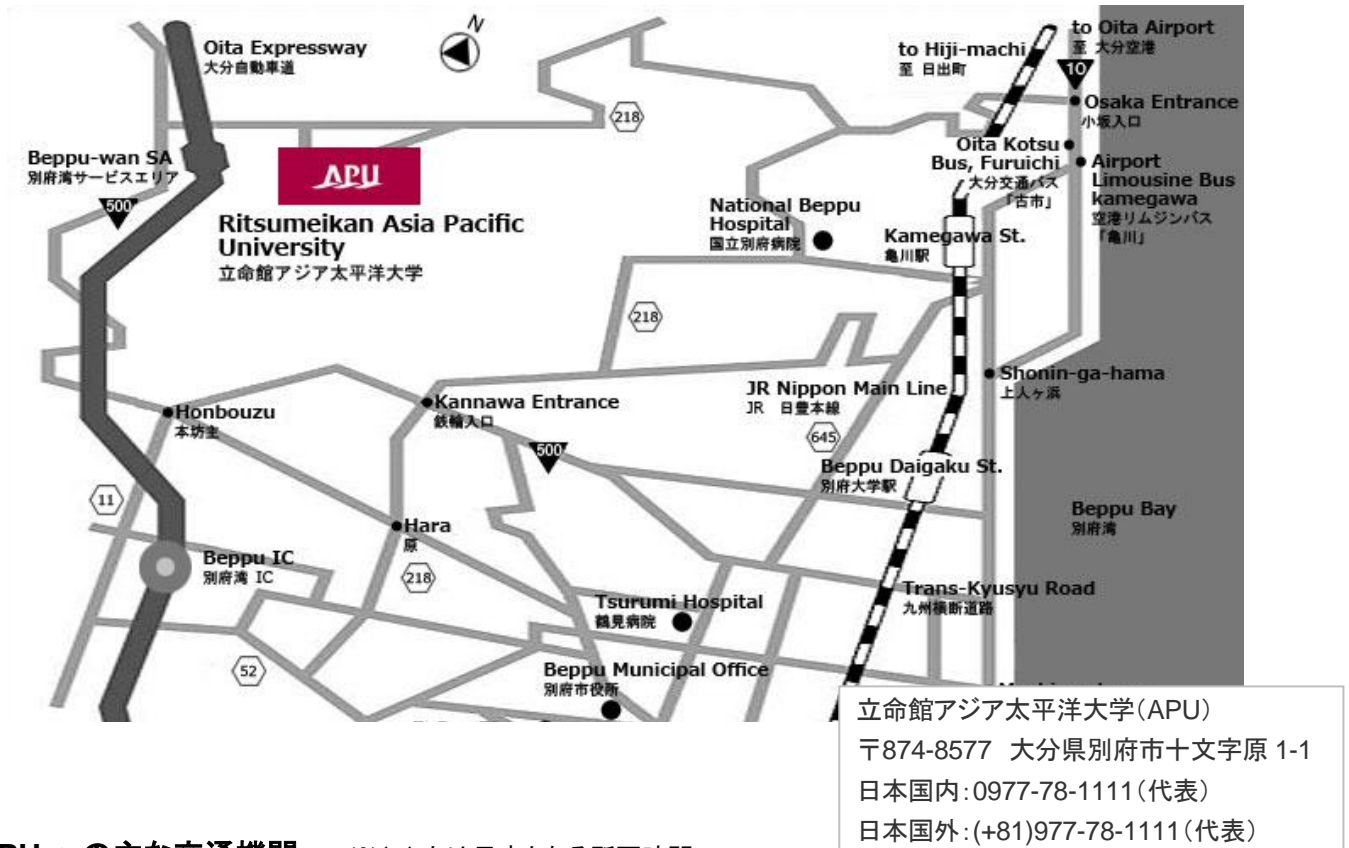 N
Oita Expressway
大分自動車道
to Hiji-machi
至 日出町
to Oita Airport
至 大分空港
10
Osaka Entrance
小坂入口
218
Oita Kotsu
Bus, Furuichi
大分交通バス
「古市」
Airport
Limousine Bus
kamegawa
空港リムジンバス
「亀川」
Beppu-wan SA
別府湾サービスエリア
500
APU
Ritsumeikan Asia Pacific
University
立命館アジア太平洋大学
National Beppu
Hospital
国立別府病院
Kamegawa St.
亀川駅
218
Shonin-ga-hama
上人ヶ浜
JR Nippon Main Line
JR 日豊本線
Honbouzu
本坊主
Kannawa Entrance
鉄輪入口
500
645
Beppu Daigaku St.
別府大学駅
11
Beppu Bay
別府湾
Hara
原
Beppu IC
別府湾 IC
218
Trans-Kyusyu Road
九州横断道路
Tsurumi Hospital
鶴見病院
52
Beppu Municipal Office
別府市役所
立命館アジア太平洋大学(APU)
〒874-8577 大分県別府市十文字原 1-1
日本国内:0977-78-1111(代表)
日本国外:(+81)977-78-1111(代表)